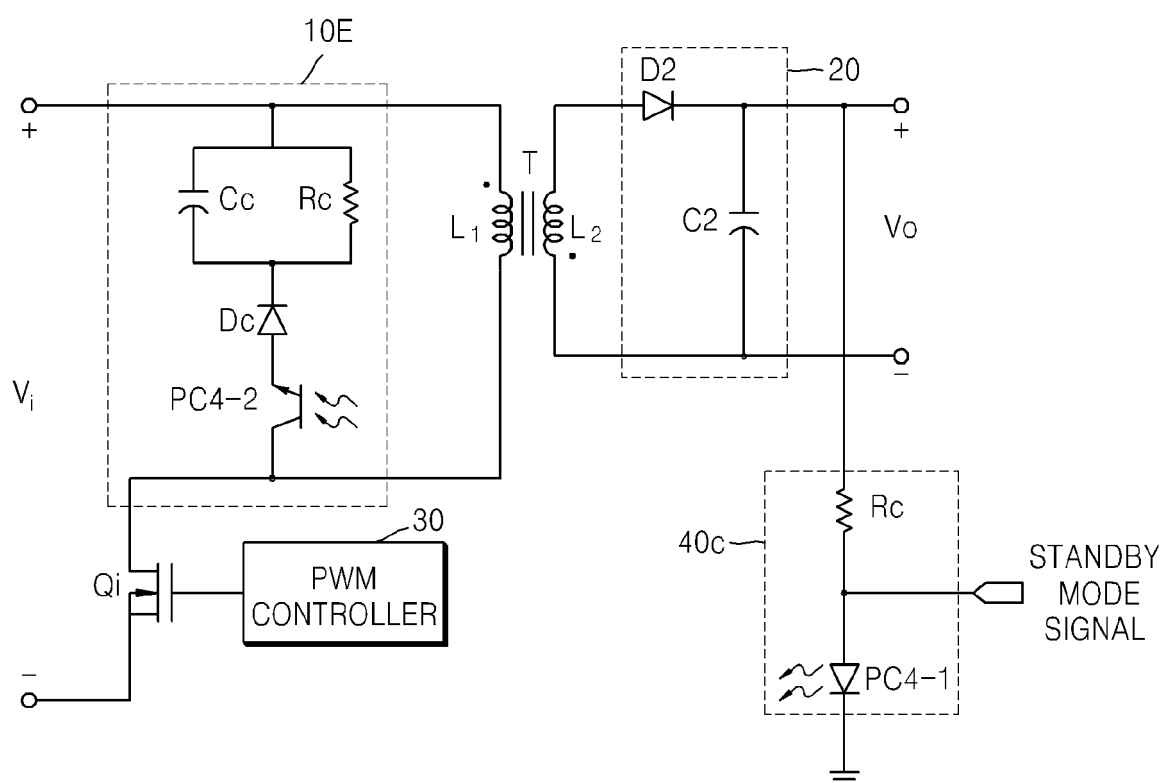 10E
D2
20
+
+
T
Cc
Rc
L1
L2
C2
Vo
Dc
−
Vi
PC4-2
Rc
30
40c
STANDBY
MODE
SIGNAL
Qi
PWM
CONTROLLER
−
PC4-1